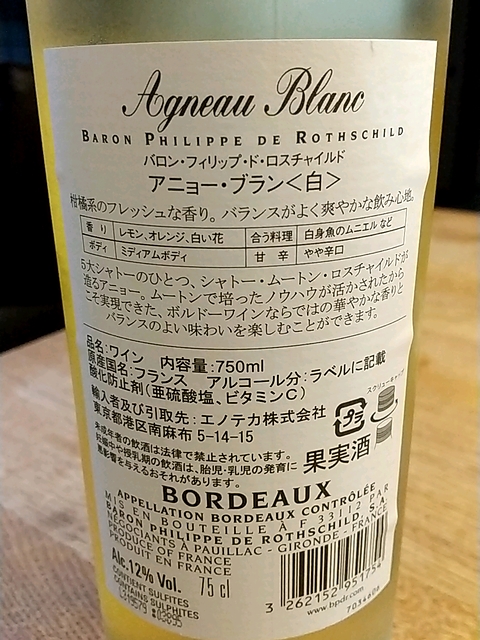 Agneau Blanc
BARON PHILIPPE DE ROTHSCHILD
バロン・フィリップ・ド・ロスチャイルド
アニョー・ブラン<白>
柑橘系のフレッシュな香り。バランスがよく爽やかな飲み心地。
香り レモン、オレンジ、白い花 合う料理 白身魚のムニエル など
ボディ ミディアムボディ 甘辛 やや辛口
5大シャトーのひとつ、シャトー・ムートン・ロスチャイルドが
造るアニョー。ムートンで培ったノウハウが活かされたから
こそ実現できた、ボルドーワインならではの華やかな香りと
バランスのよい味わいを楽しむことができます。
品名:ワイン 内容量:750ml
原産国名:フランス アルコール分:ラベルに記載
酸化防止剤(亜硫酸塩、ビタミンC)
輸入者及び引取先:エノテカ株式会社
東京都港区南麻布 5-14-15
スクリューキャップ
プラ
未成年者の飲酒は法律で禁止されています。
妊娠中や授乳期の飲酒は、胎児・乳児の発育に
悪影響を与えるおそれがあります。
果実酒
BORDEAUX
APPELLATION BORDEAUX CONTRÔLÉE
MIS EN BOUTEILLE À F 33112 PAR
BARON PHILIPPE DE ROTHSCHILD, S.A.
NÉGOCIANTS À PAUILLAC - GIRONDE - FRANCE
PRODUCE OF FRANCE
PRODUIT EN FRANCE
Alc.12% Vol. 75 cl
CONTIENT SULFITES
CONTAINS SULPHITES
3 262152 951754
www.bpdr.com